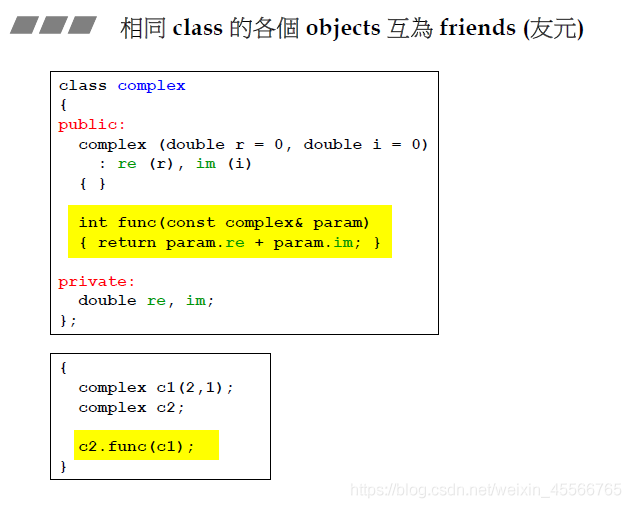 相同 class 的各個 objects 互為 friends (友元)
class complex
{
public:
complex (double r = 0, double i = 0)
: re (r), im (i)
{ }
int func(const complex& param)
{ return param.re + param.im; }
private:
double re, im;
};
{
complex c1(2,1);
complex c2;
c2.func(c1);
}
https://blog.csdn.net/weixin_45566765